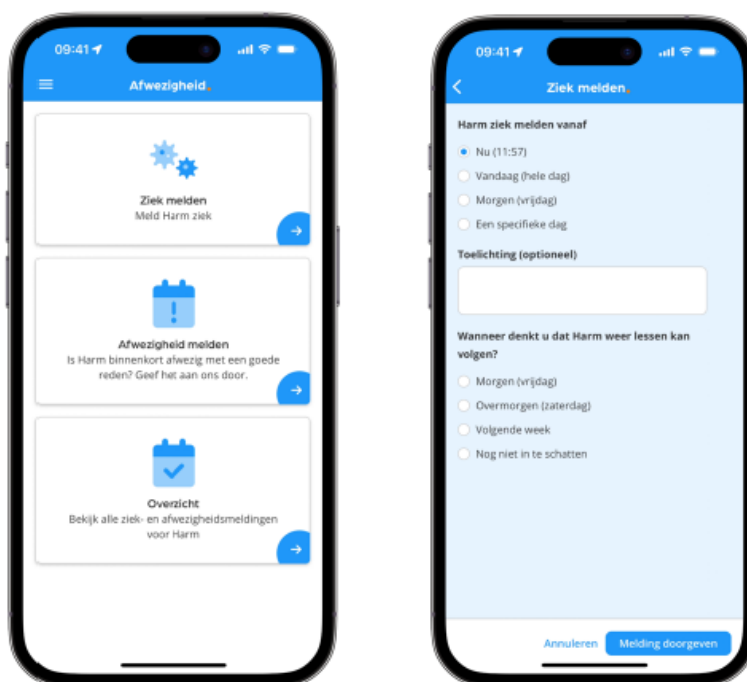 09:41
Afwezigheid.
Ziek melden
Meld Harm ziek
Afwezigheid melden
Is Harm binnenkort afwezig met een goede
reden? Geef het aan ons door.
Overzicht
Bekijk alle ziek- en afwezigheidsmeldingen
voor Harm
09:41
Ziek melden.
Harm ziek melden vanaf
Nu (11:57)
Vandaag (hele dag)
Morgen (vrijdag)
Een specifieke dag
Toelichting (optioneel)
Wanneer denkt u dat Harm weer lessen kan
volgen?
Morgen (vrijdag)
Overmorgen (zaterdag)
Volgende week
Nog niet in te schatten
Annuleren Melding doorgeven